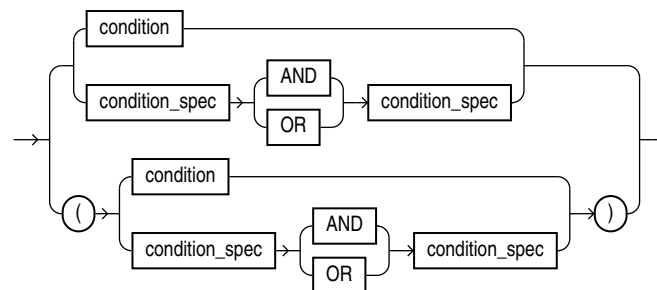 condition
condition_spec AND condition_spec
OR
( condition )
condition_spec AND condition_spec
OR